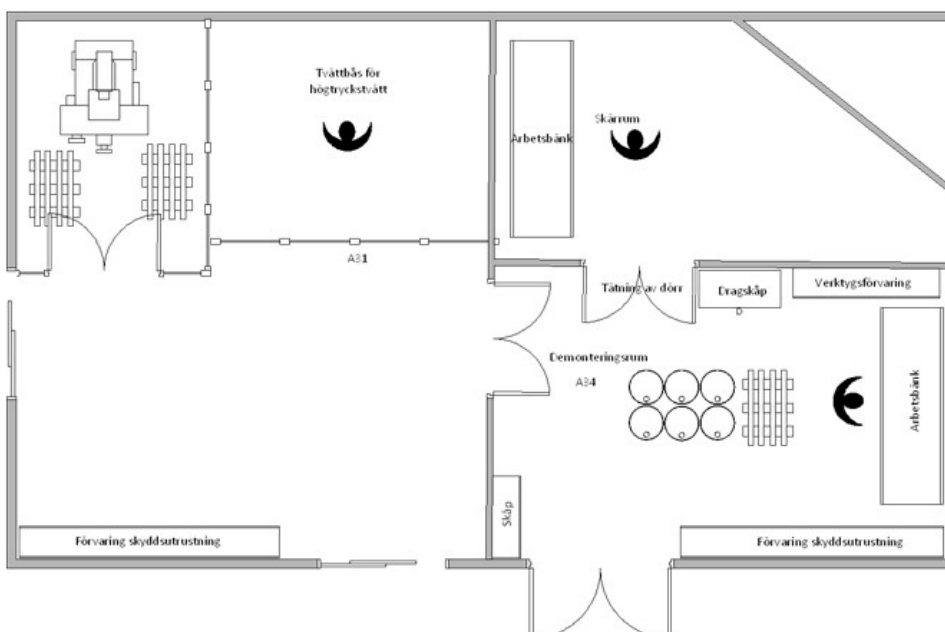 Tvättbås för
högtryckstvätt
Skärrum
Arbetsbänk
A31
Tätning av dörr
Dragskåp
Verktygsförvaring
D
Demonteringsrum
A34
Arbetsbänk
Skåp
Förvaring skyddsutrustning
Förvaring skyddsutrustning